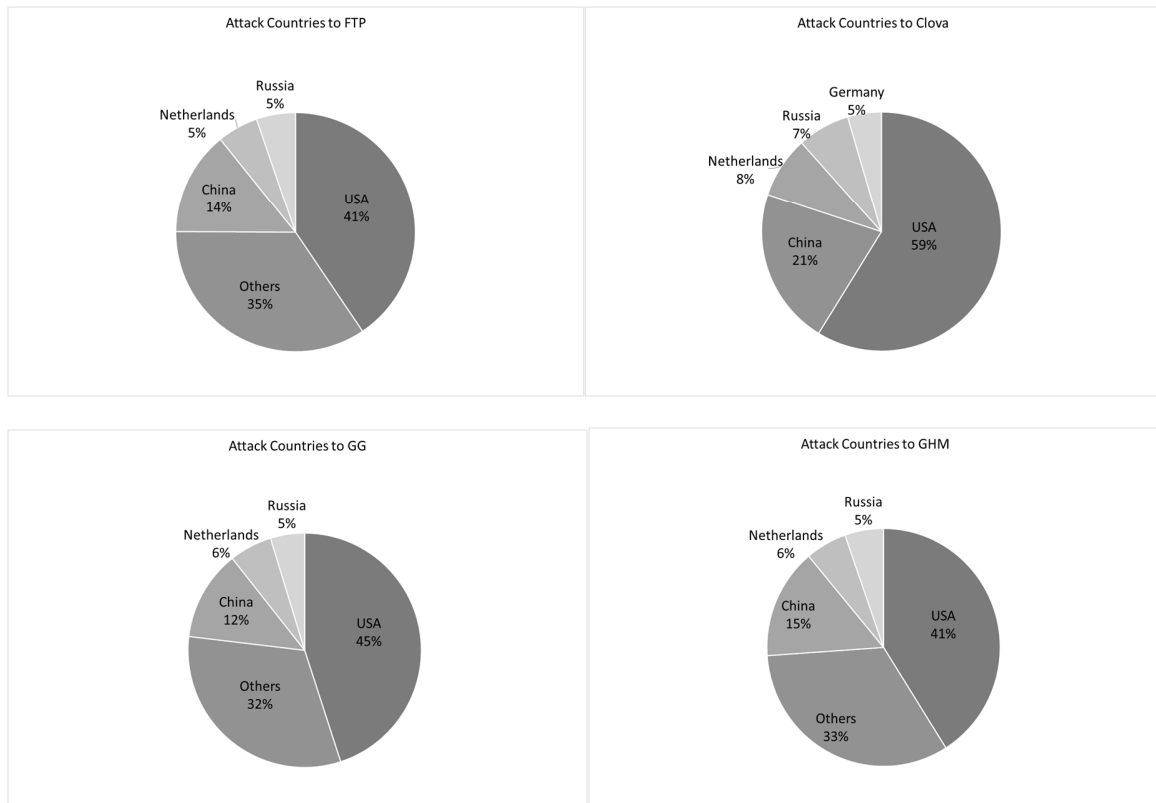 Attack Countries to FTP
Russia
5%
Netherlands
5%
China
14%
USA
41%
Others
35%
Attack Countries to Clova
Germany
5%
Russia
7%
Netherlands
8%
China
21%
USA
59%
Attack Countries to GG
Russia
5%
Netherlands
6%
China
12%
USA
45%
Others
32%
Attack Countries to GHM
Russia
5%
Netherlands
6%
China
15%
USA
41%
Others
33%